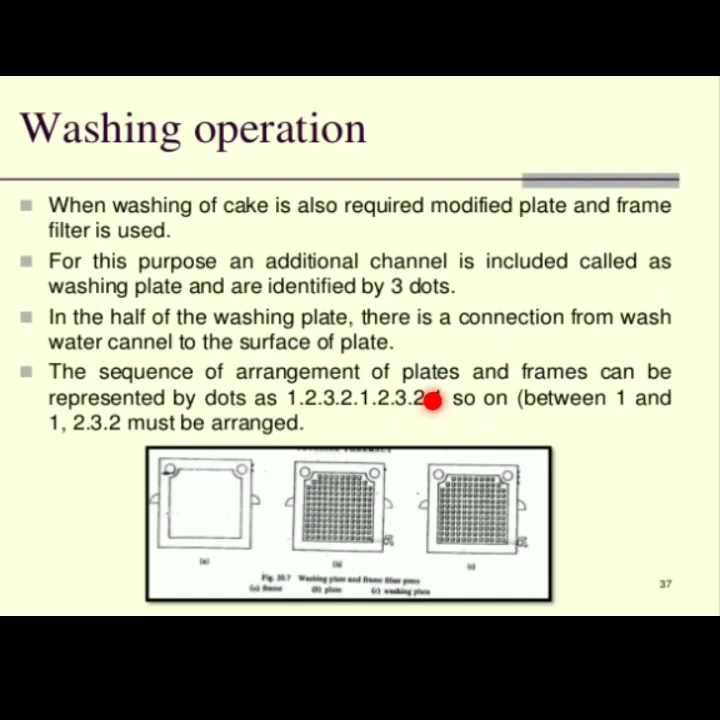 Washing operation
When washing of cake is also required modified plate and frame
filter is used.
For this purpose an additional channel is included called as
washing plate and are identified by 3 dots.
In the half of the washing plate, there is a connection from wash
water cannel to the surface of plate.
The sequence of arrangement of plates and frames can be
represented by dots as 1.2.3.2.1.2.3.2 so on (between 1 and
1, 2.3.2 must be arranged.
(a)
(b)
(c)
Fig. 20.7 Washing plate and frame filter press
(a) frame (b) plate (c) washing plate
37